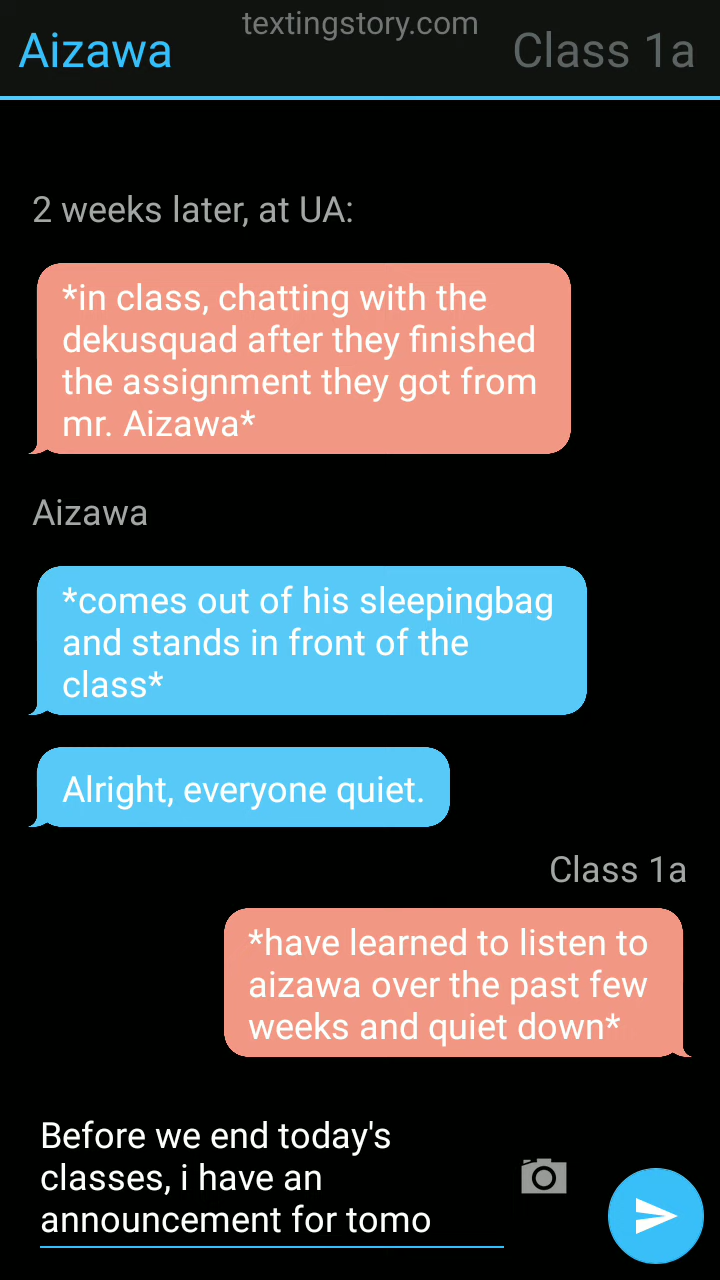 textingstory.com
Aizawa
Class 1a
2 weeks later, at UA:
*in class, chatting with the
dekusquad after they finished
the assignment they got from
mr. Aizawa*
Aizawa
*comes out of his sleepingbag
and stands in front of the
class*
Alright, everyone quiet.
Class 1a
*have learned to listen to
aizawa over the past few
weeks and quiet down*
Before we end today's
classes, i have an
announcement for tomo